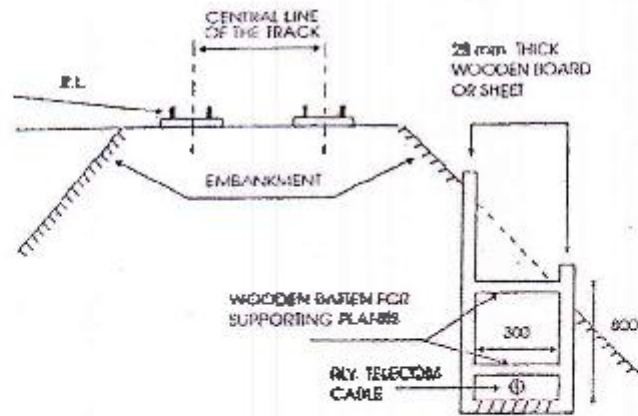 CENTRAL LINE
OF THE TRACK
28 mm THICK
WOODEN BOARD
OR SHEET
R.L.
EMBANKMENT
WOODEN BATTEN FOR
SUPPORTING PLANKS
300
600
RLY. TELECOM
CABLE